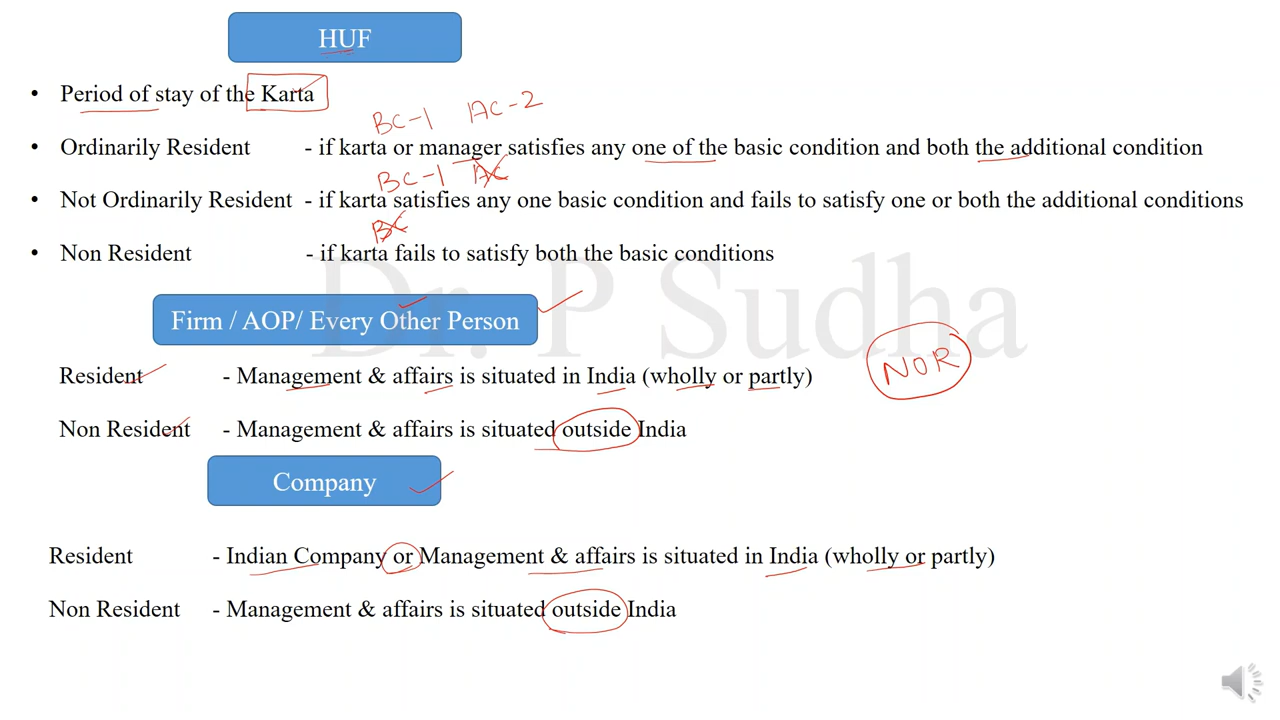 HUF
• Period of stay of the Karta
BC-1 AC-2
• Ordinarily Resident - if karta or manager satisfies any one of the basic condition and both the additional condition
BC-1 AC
• Not Ordinarily Resident - if karta satisfies any one basic condition and fails to satisfy one or both the additional conditions
BC
• Non Resident - if karta fails to satisfy both the basic conditions
Dr. P Sudha
Firm / AOP/ Every Other Person
NOR
Resident - Management & affairs is situated in India (wholly or partly)
Non Resident - Management & affairs is situated outside India
Company
Resident - Indian Company or Management & affairs is situated in India (wholly or partly)
Non Resident - Management & affairs is situated outside India